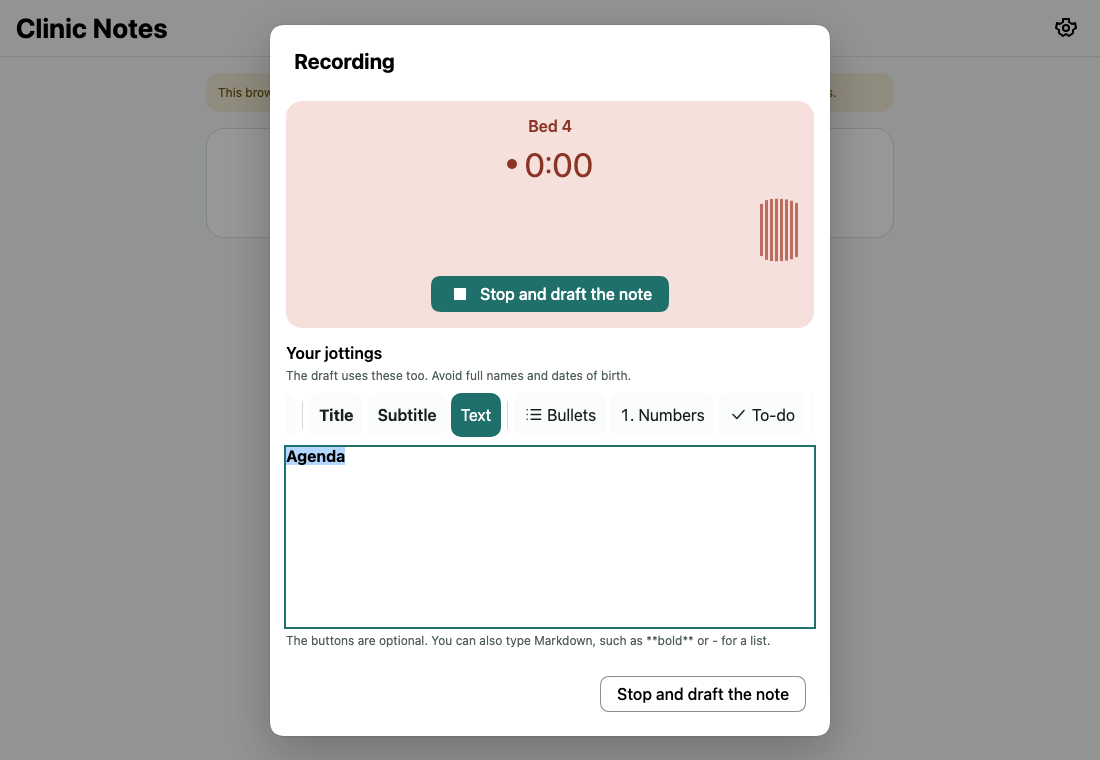 Clinic Notes
Recording
This brow
s.
Bed 4
0:00
Stop and draft the note
Your jottings
The draft uses these too. Avoid full names and dates of birth.
Title Subtitle Text Bullets 1. Numbers To-do
Agenda
The buttons are optional. You can also type Markdown, such as **bold** or - for a list.
Stop and draft the note